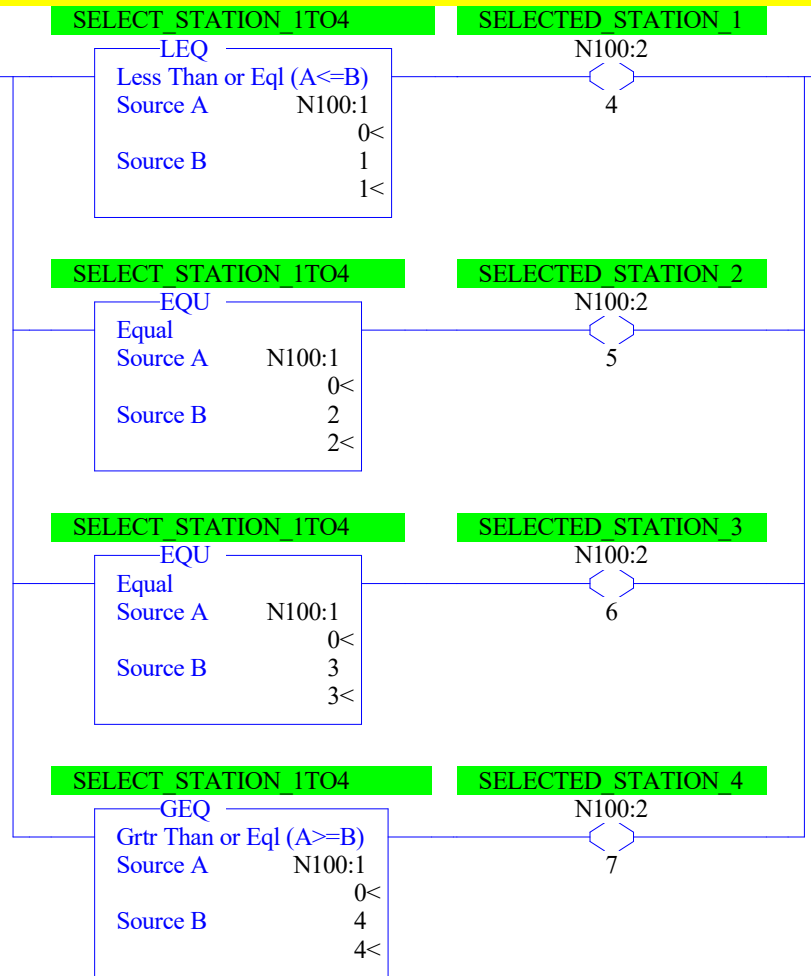 SELECT_STATION_1TO4 SELECTED_STATION_1
LEQ N100:2
Less Than or Eql (A<=B)
Source A N100:1 4
0<
Source B 1
1<
SELECT_STATION_1TO4 SELECTED_STATION_2
EQU N100:2
Equal
Source A N100:1 5
0<
Source B 2
2<
SELECT_STATION_1TO4 SELECTED_STATION_3
EQU N100:2
Equal
Source A N100:1 6
0<
Source B 3
3<
SELECT_STATION_1TO4 SELECTED_STATION_4
GEQ N100:2
Grtr Than or Eql (A>=B)
Source A N100:1 7
0<
Source B 4
4<